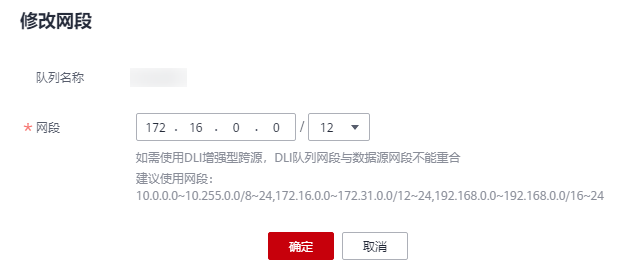 修改网段
队列名称
* 网段 172 . 16 . 0 . 0 / 12
如需使用DLI增强型跨源，DLI队列网段与数据源网段不能重合
建议使用网段：
10.0.0.0~10.255.0.0/8~24,172.16.0.0~172.31.0.0/12~24,192.168.0.0~192.168.0.0/16~24
确定 取消